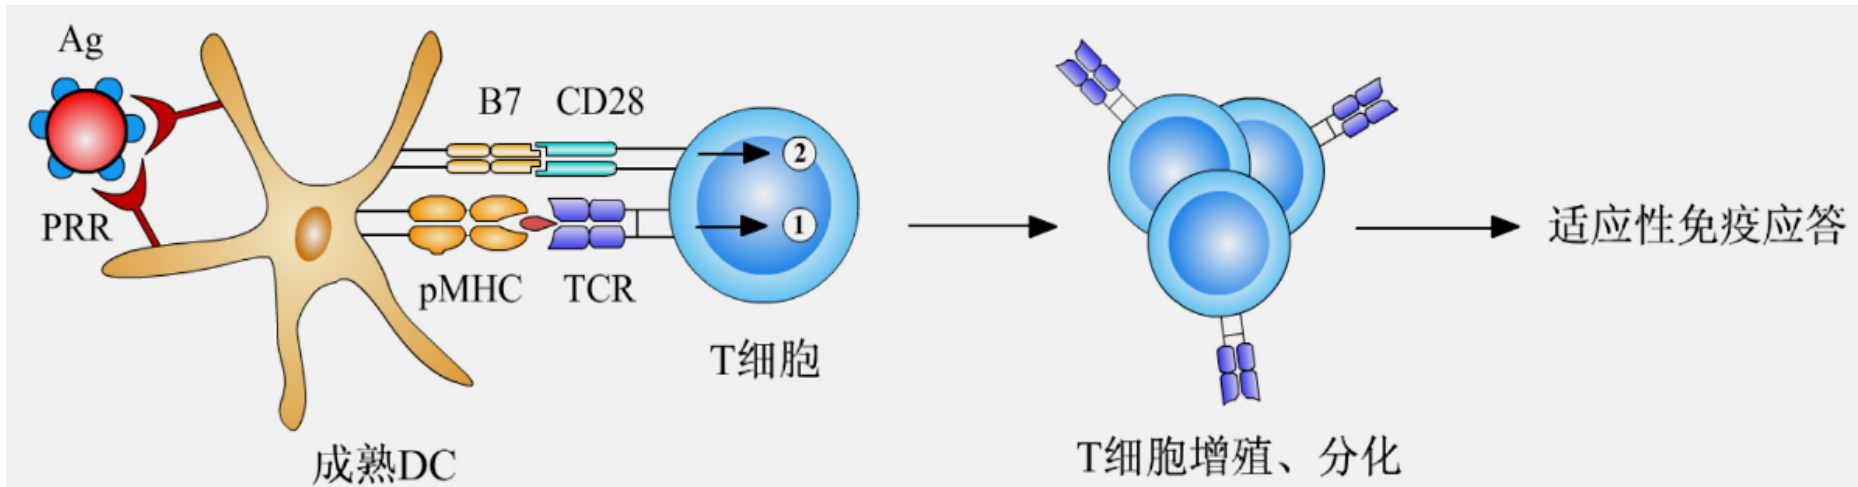 Ag
PRR
B7
CD28
②
①
pMHC
TCR
T细胞
成熟DC
T细胞增殖、分化
适应性免疫应答